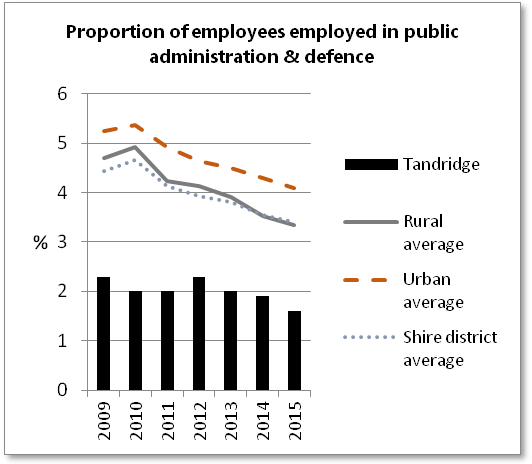 Proportion of employees employed in public
administration & defence
6
5
4
3
2
1
0
%
2009
2010
2011
2012
2013
2014
2015
Tandridge
Rural
average
Urban
average
Shire district
average